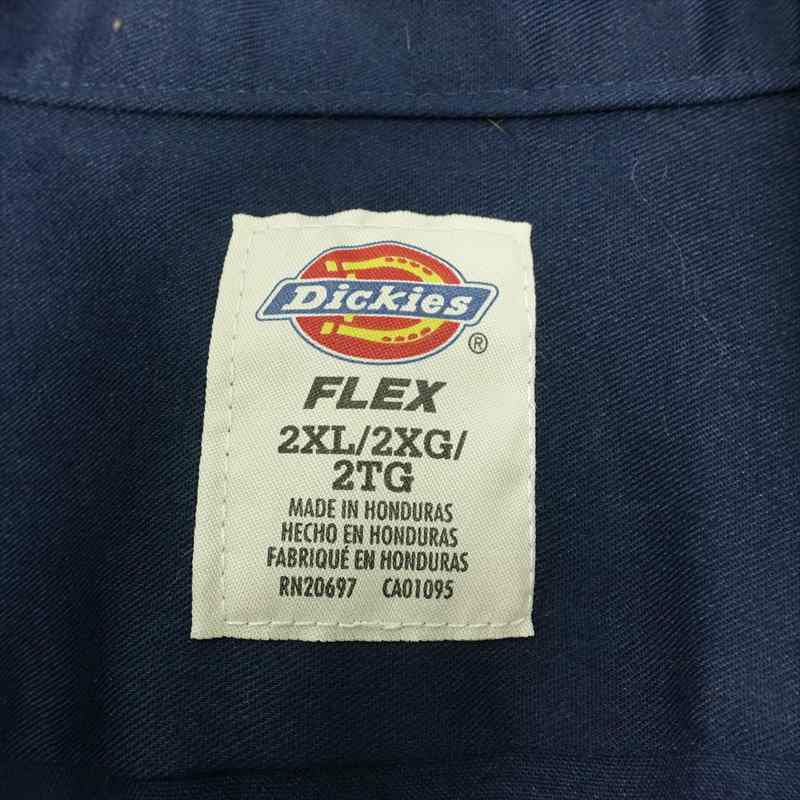 Dickies
®
FLEX
2XL/2XG/
2TG
MADE IN HONDURAS
HECHO EN HONDURAS
FABRIQUÉ EN HONDURAS
RN20697 CA01095